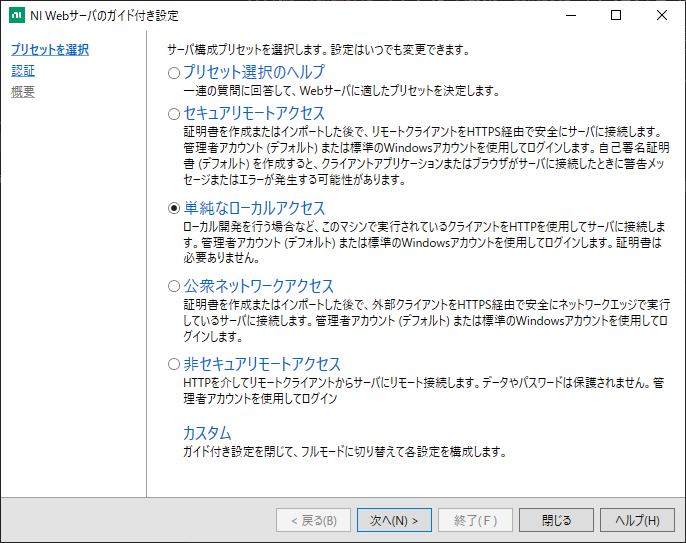 NI Webサーバのガイド付き設定
プリセットを選択
認証
概要
サーバ構成プリセットを選択します。設定はいつでも変更できます。
プリセット選択のヘルプ
一連の質問に回答して、Webサーバに適したプリセットを決定します。
セキュアリモートアクセス
証明書を作成またはインポートした後で、リモートクライアントをHTTPS経由で安全にサーバに接続します。
管理者アカウント (デフォルト) または標準のWindowsアカウントを使用してログインします。自己署名証明
書 (デフォルト) を作成すると、クライアントアプリケーションまたはブラウザがサーバに接続したときに警告メッ
セージまたはエラーが発生する可能性があります。
単純なローカルアクセス
ローカル開発を行う場合など、このマシンで実行されているクライアントをHTTPを使用してサーバに接続しま
す。管理者アカウント (デフォルト) または標準のWindowsアカウントを使用してログインします。証明書は
必要ありません。
公衆ネットワークアクセス
証明書を作成またはインポートした後で、外部クライアントをHTTPS経由で安全にネットワークエッジで実行
しているサーバに接続します。管理者アカウント (デフォルト) または標準のWindowsアカウントを使用してロ
グインします。
非セキュアリモートアクセス
HTTPを介してリモートクライアントからサーバにリモート接続します。データやパスワードは保護されません。管
理者アカウントを使用してログイン
カスタム
ガイド付き設定を閉じて、フルモードに切り替えて各設定を構成します。
< 戻る(B)
次へ(N) >
終了(F)
閉じる
ヘルプ(H)